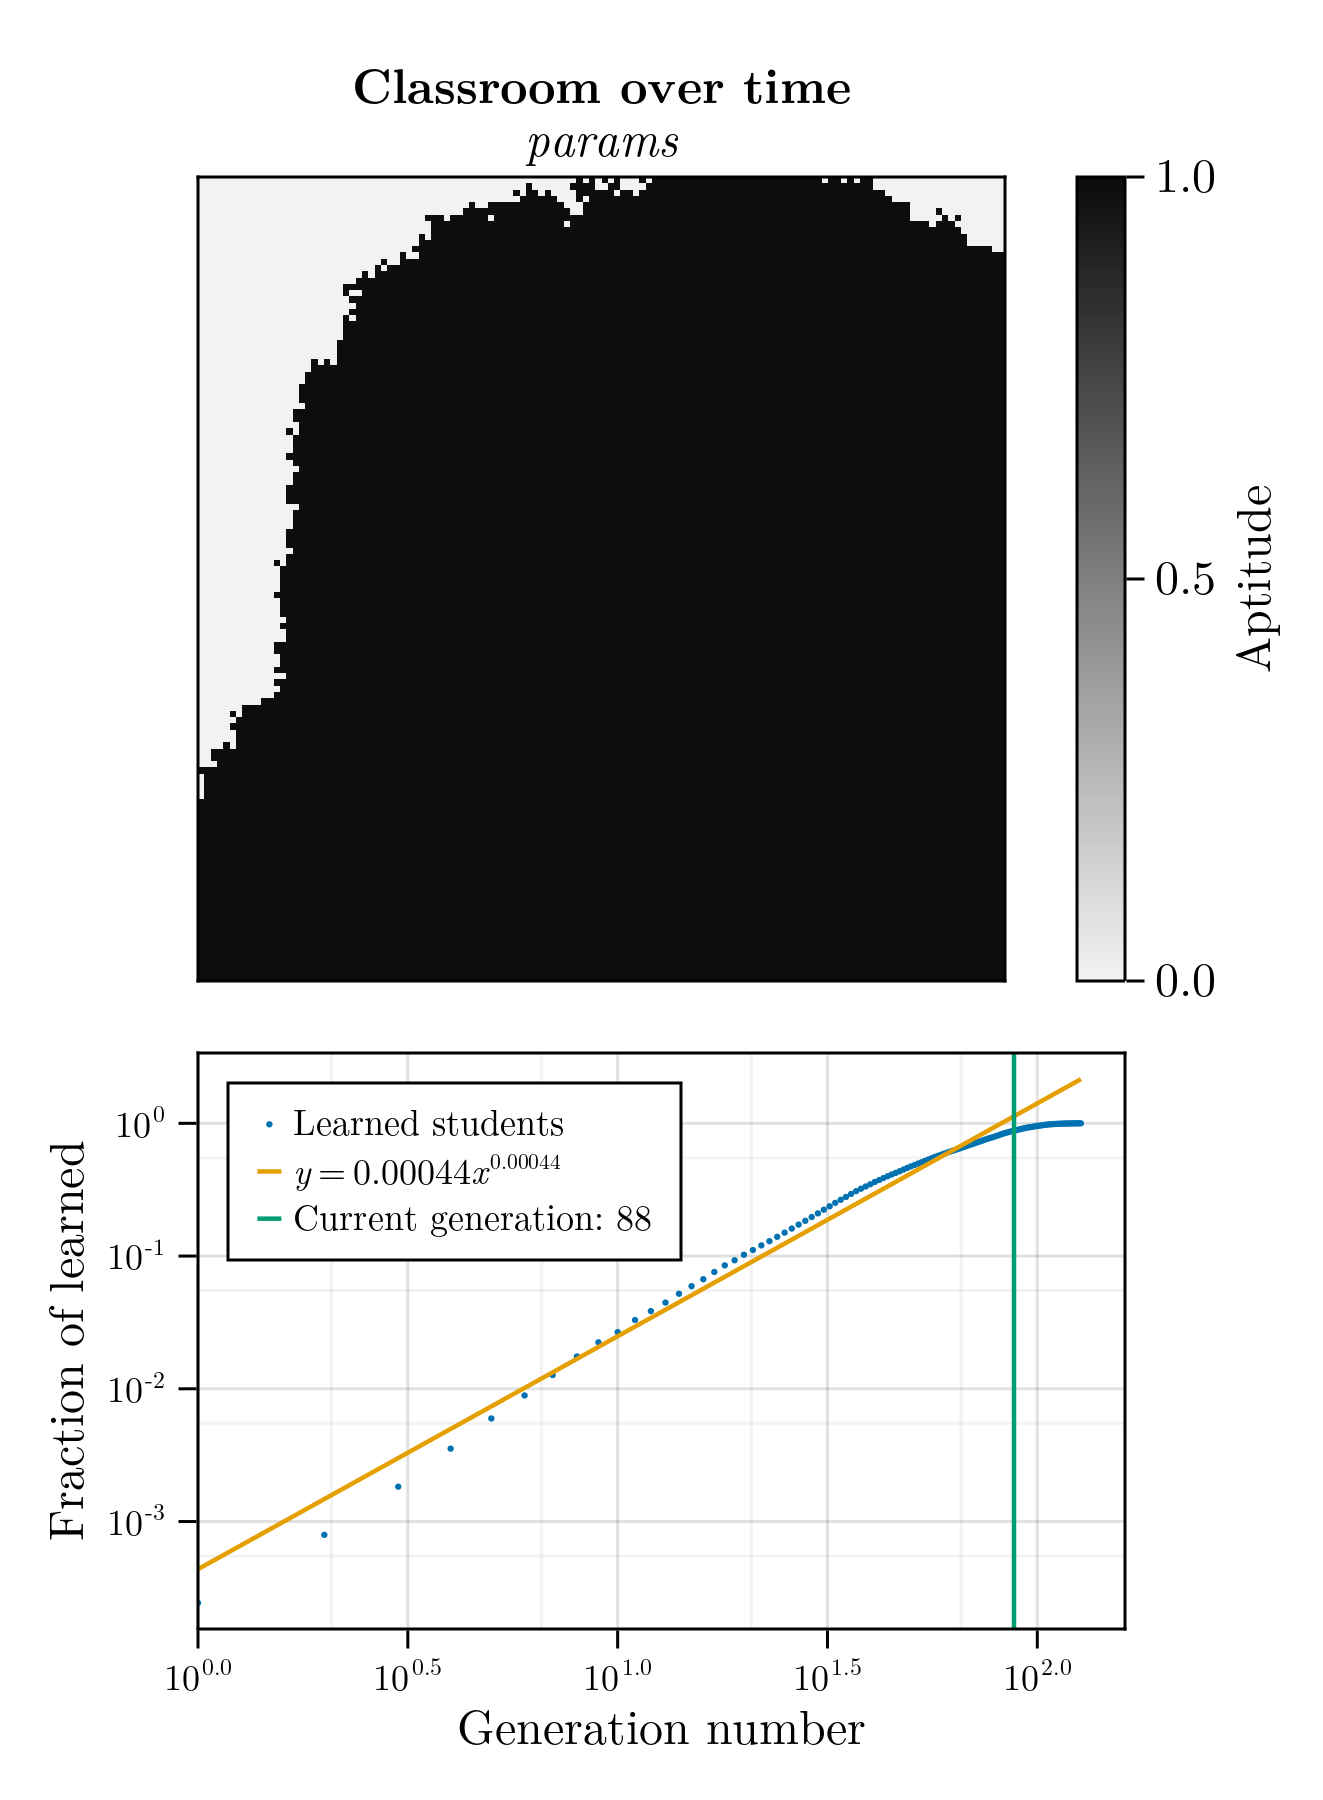 Classroom over time
params
1.0
0.5
0.0
Aptitude
Learned students
y = 0.00044x^0.00044
Current generation: 88
10^0
10^-1
10^-2
10^-3
Fraction of learned
10^0.0 10^0.5 10^1.0 10^1.5 10^2.0
Generation number